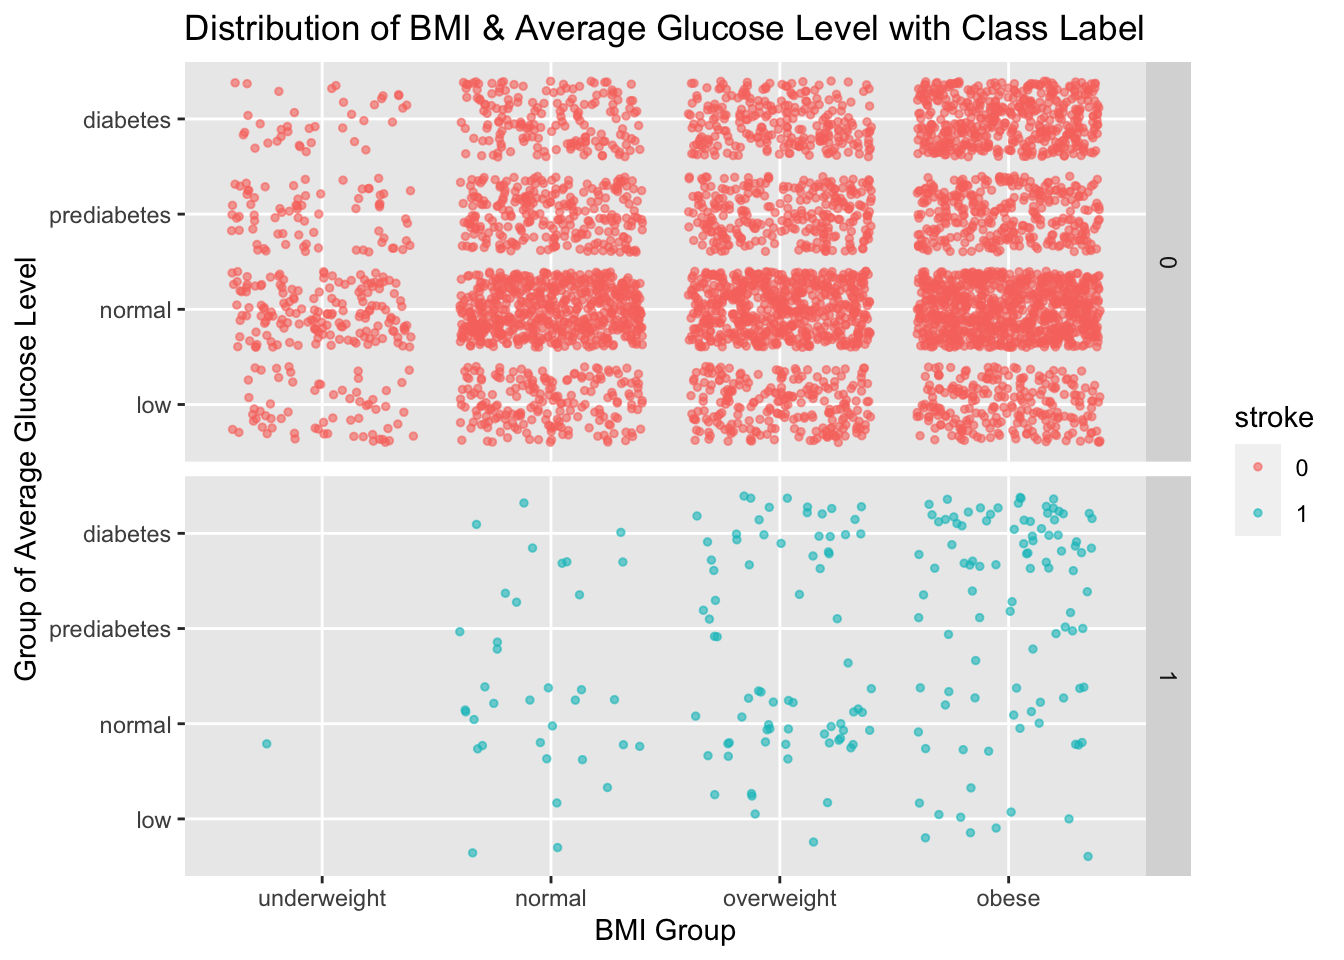 Distribution of BMI & Average Glucose Level with Class Label
Group of Average Glucose Level
diabetes
prediabetes
normal
low
0
diabetes
prediabetes
normal
low
1
underweight
normal
overweight
obese
BMI Group
stroke
0
1